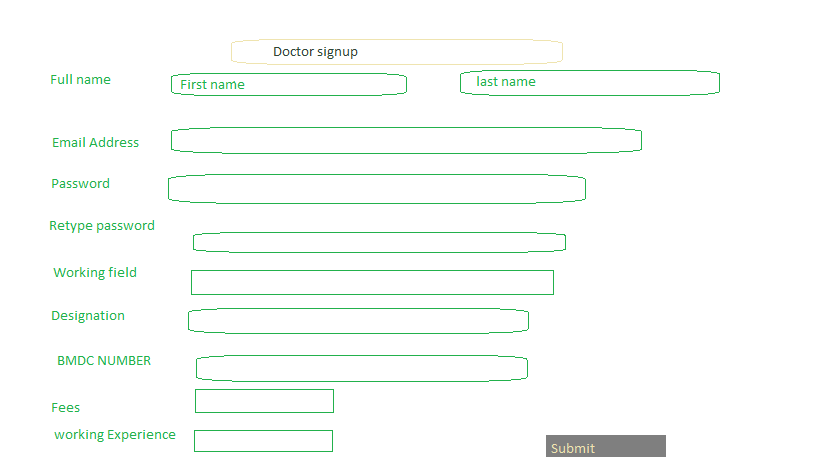 Doctor signup
Full name First name last name
Email Address
Password
Retype password
Working field
Designation
BMDC NUMBER
Fees
working Experience
Submit